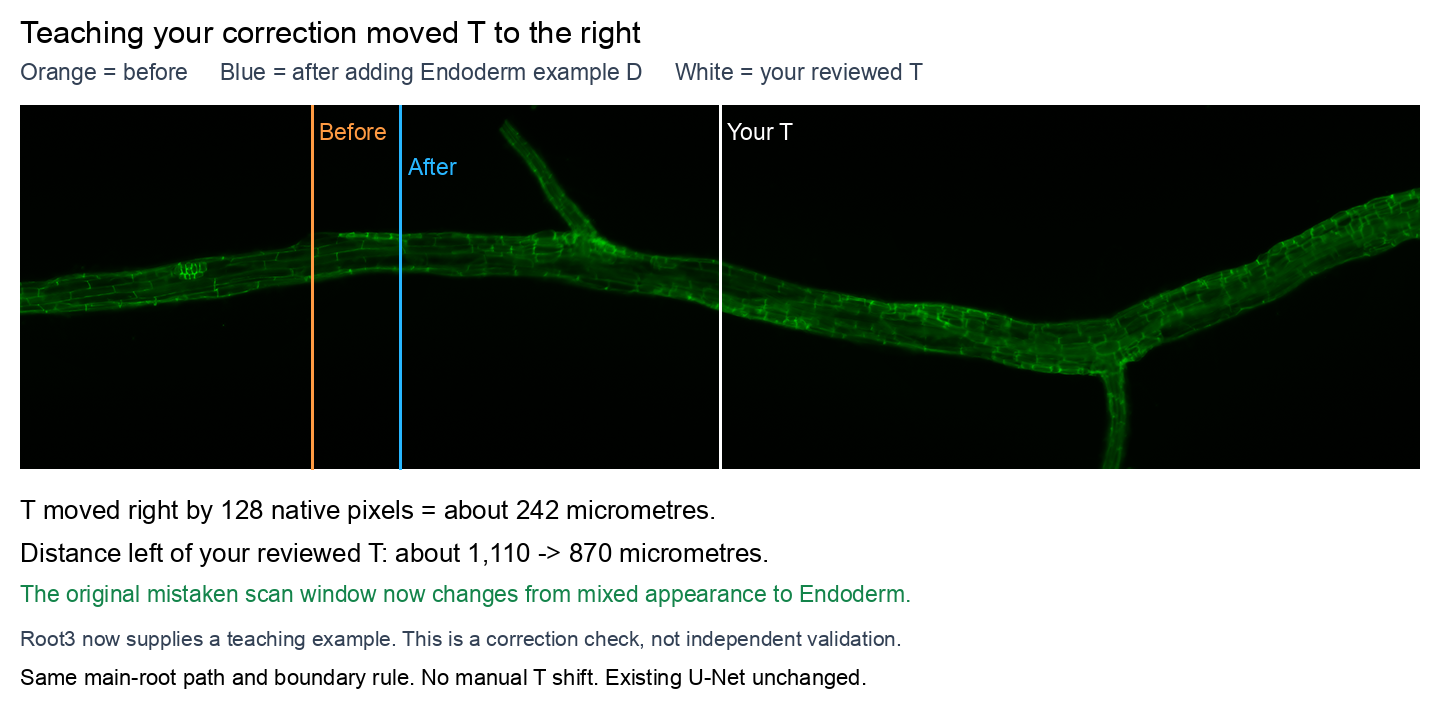 Teaching your correction moved T to the right
Orange = before Blue = after adding Endoderm example D White = your reviewed T
Before
Your T
After
T moved right by 128 native pixels = about 242 micrometres.
Distance left of your reviewed T: about 1,110 -> 870 micrometres.
The original mistaken scan window now changes from mixed appearance to Endoderm.
Root3 now supplies a teaching example. This is a correction check, not independent validation.
Same main-root path and boundary rule. No manual T shift. Existing U-Net unchanged.